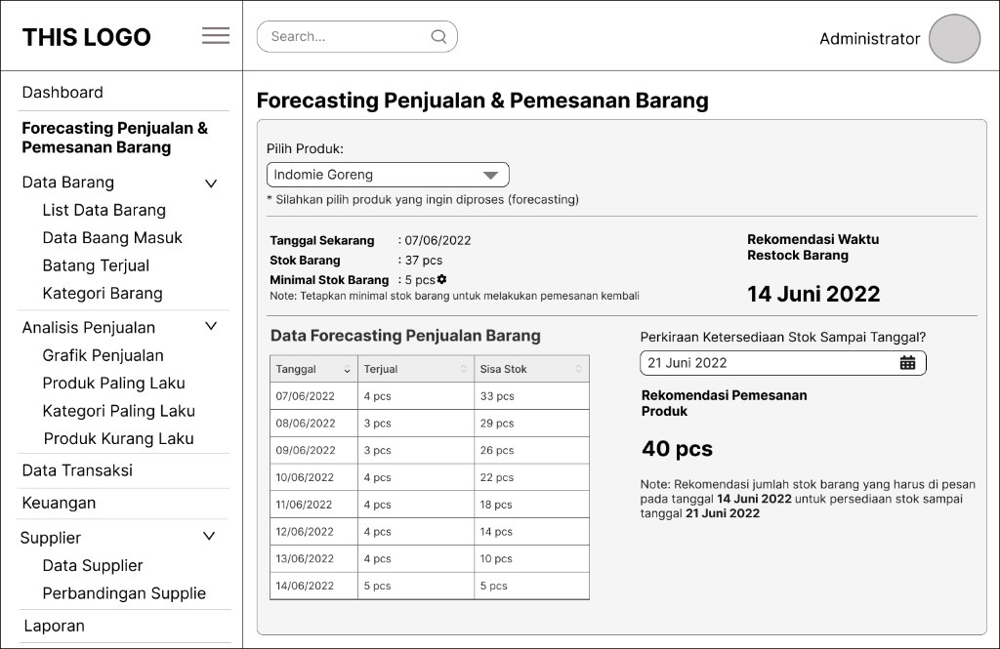 THIS LOGO
Search...
Administrator
Dashboard
Forecasting Penjualan &
Pemesanan Barang
Data Barang
List Data Barang
Data Baang Masuk
Batang Terjual
Kategori Barang
Analisis Penjualan
Grafik Penjualan
Produk Paling Laku
Kategori Paling Laku
Produk Kurang Laku
Data Transaksi
Keuangan
Supplier
Data Supplier
Perbandingan Supplie
Laporan
Forecasting Penjualan & Pemesanan Barang
Pilih Produk:
Indomie Goreng
* Silahkan pilih produk yang ingin diproses (forecasting)
Tanggal Sekarang : 07/06/2022
Stok Barang : 37 pcs
Minimal Stok Barang : 5 pcs
Note: Tetapkan minimal stok barang untuk melakukan pemesanan kembali
Rekomendasi Waktu
Restock Barang
14 Juni 2022
Data Forecasting Penjualan Barang
Tanggal Terjual Sisa Stok
07/06/2022 4 pcs 33 pcs
08/06/2022 3 pcs 29 pcs
09/06/2022 3 pcs 26 pcs
10/06/2022 4 pcs 22 pcs
11/06/2022 4 pcs 18 pcs
12/06/2022 4 pcs 14 pcs
13/06/2022 4 pcs 10 pcs
14/06/2022 5 pcs 5 pcs
Perkiraan Ketersediaan Stok Sampai Tanggal?
21 Juni 2022
Rekomendasi Pemesanan
Produk
40 pcs
Note: Rekomendasi jumlah stok barang yang harus di pesan
pada tanggal 14 Juni 2022 untuk persediaan stok sampai
tanggal 21 Juni 2022